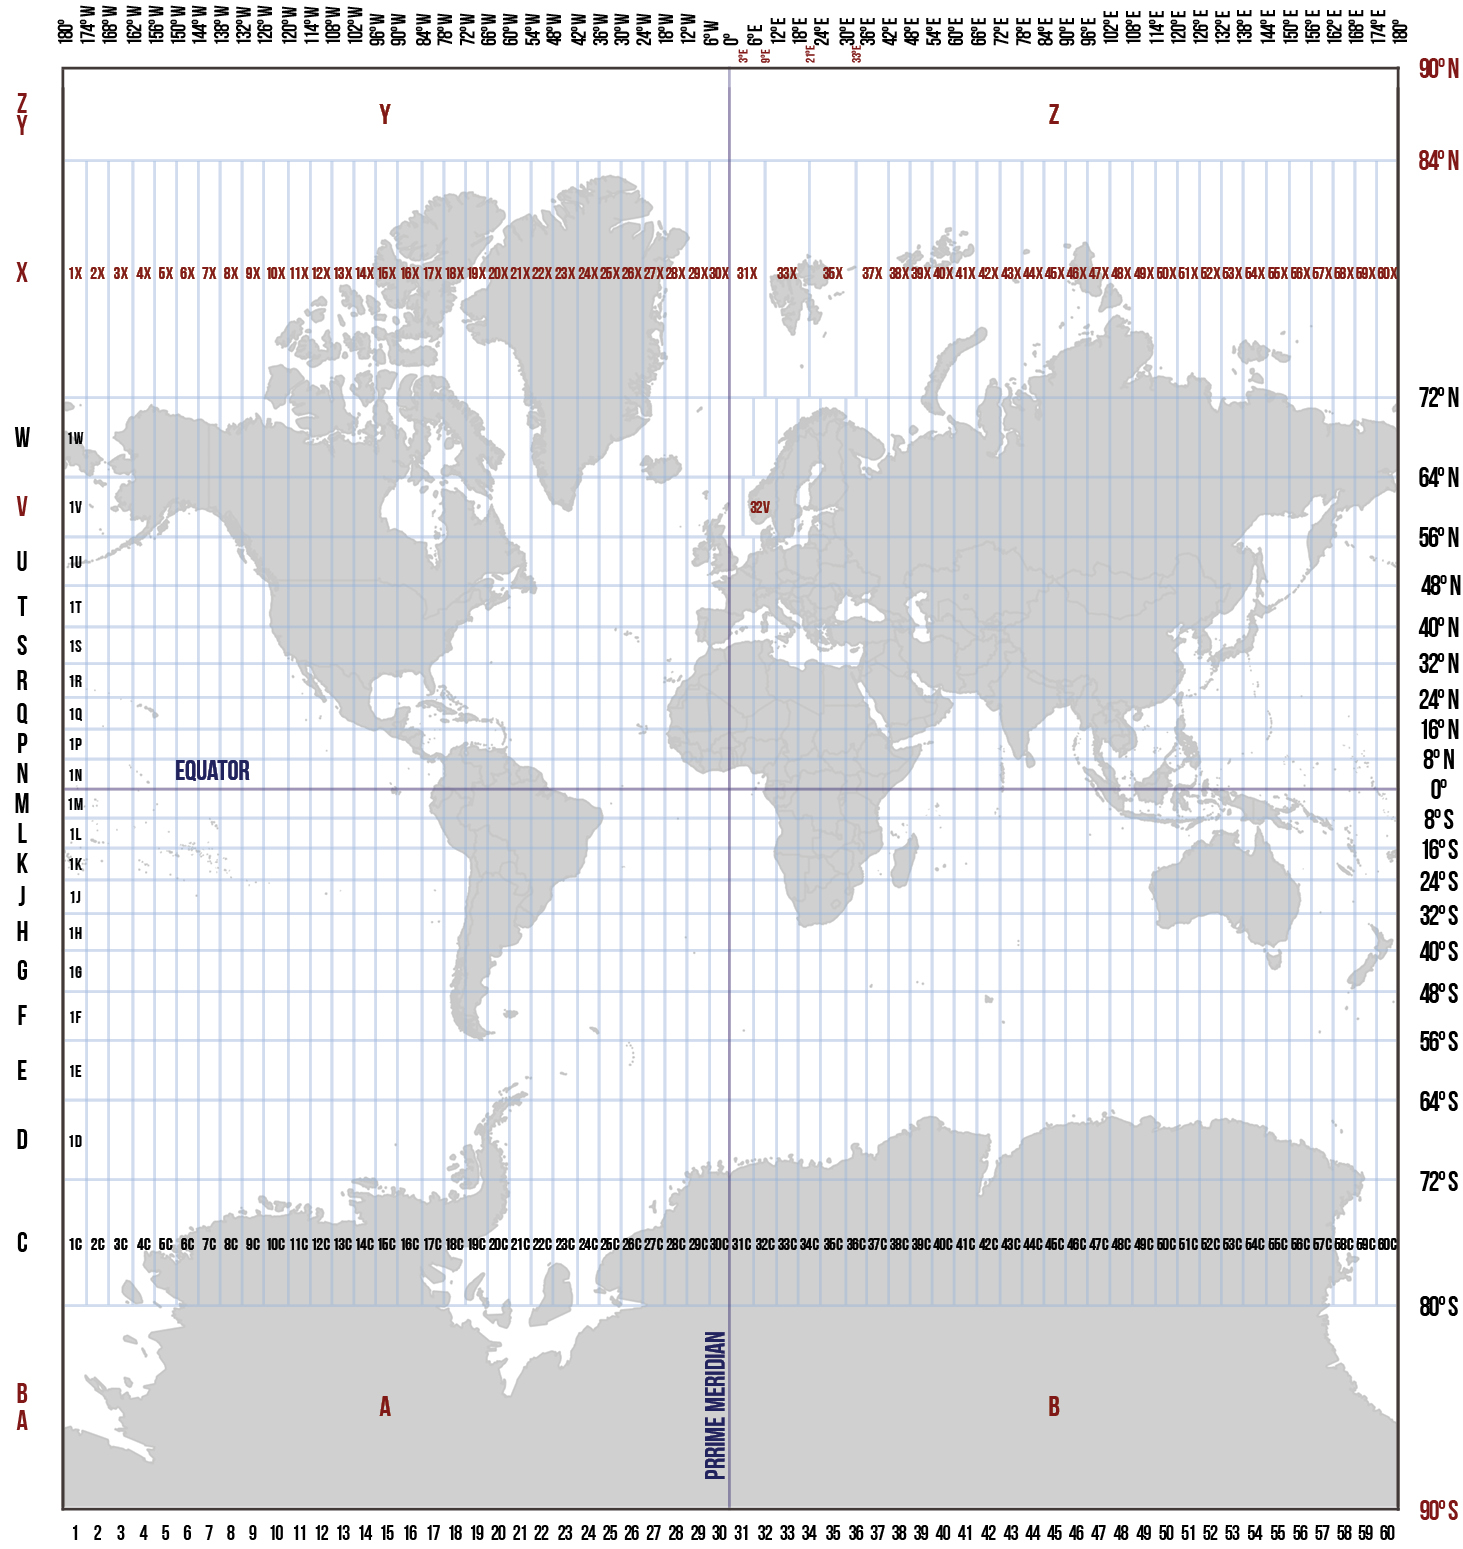 180° 174° W 168° W 162° W 156° W 150° W 144° W 138° W 132° W 126° W 120° W 114° W 108° W 102° W 96° W 90° W 84° W 78° W 72° W 66° W 60° W 54° W 48° W 42° W 36° W 30° W 24° W 18° W 12° W 6° W 0° 6° E 12° E 18° E 24° E 30° E 36° E 42° E 48° E 54° E 60° E 66° E 72° E 78° E 84° E 90° E 96° E 102° E 108° E 114° E 120° E 126° E 132° E 138° E 144° E 150° E 156° E 162° E 168° E 174° E 180°
3° E 9° E 21° E 33° E
90° N
Z
Y
Y Z
84° N
X 1X 2X 3X 4X 5X 6X 7X 8X 9X 10X 11X 12X 13X 14X 15X 16X 17X 18X 19X 20X 21X 22X 23X 24X 25X 26X 27X 28X 29X 30X 31X 33X 35X 37X 38X 39X 40X 41X 42X 43X 44X 45X 46X 47X 48X 49X 50X 51X 52X 53X 54X 55X 56X 57X 58X 59X 60X
72° N
W 1W
64° N
V 1V 32V
56° N
U 1U
48° N
T 1T
40° N
S 1S
32° N
R 1R
24° N
Q 1Q
16° N
P 1P
8° N
N 1N EQUATOR
0°
M 1M
8° S
L 1L
16° S
K 1K
24° S
J 1J
32° S
H 1H
40° S
G 1G
48° S
F 1F
56° S
E 1E
64° S
D 1D
72° S
C 1C 2C 3C 4C 5C 6C 7C 8C 9C 10C 11C 12C 13C 14C 15C 16C 17C 18C 19C 20C 21C 22C 23C 24C 25C 26C 27C 28C 29C 30C 31C 32C 33C 34C 35C 36C 37C 38C 39C 40C 41C 42C 43C 44C 45C 46C 47C 48C 49C 50C 51C 52C 53C 54C 55C 56C 57C 58C 59C 60C
80° S
PRRIME MERIDIAN
B
A
A B
90° S
1 2 3 4 5 6 7 8 9 10 11 12 13 14 15 16 17 18 19 20 21 22 23 24 25 26 27 28 29 30 31 32 33 34 35 36 37 38 39 40 41 42 43 44 45 46 47 48 49 50 51 52 53 54 55 56 57 58 59 60